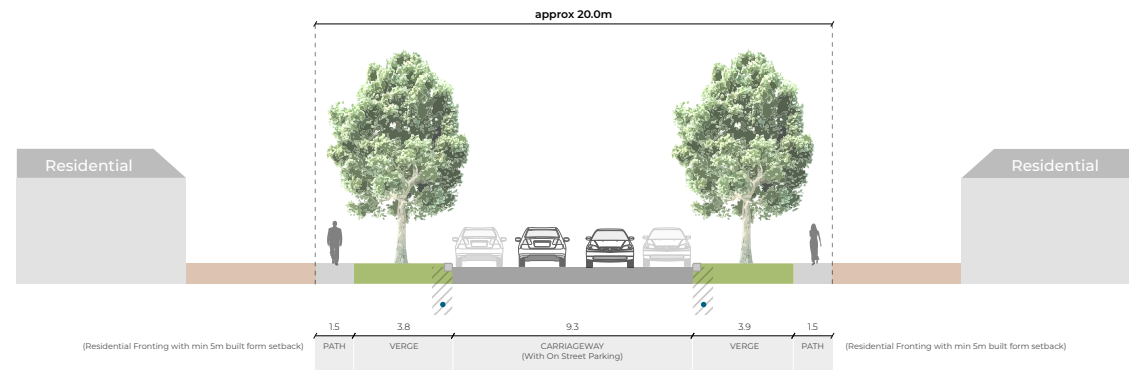 approx 20.0m
Residential
Residential
1.5
3.8
9.3
3.9
1.5
(Residential Fronting with min 5m built form setback)
PATH
VERGE
CARRIAGEWAY
(With On Street Parking)
VERGE
PATH
(Residential Fronting with min 5m built form setback)